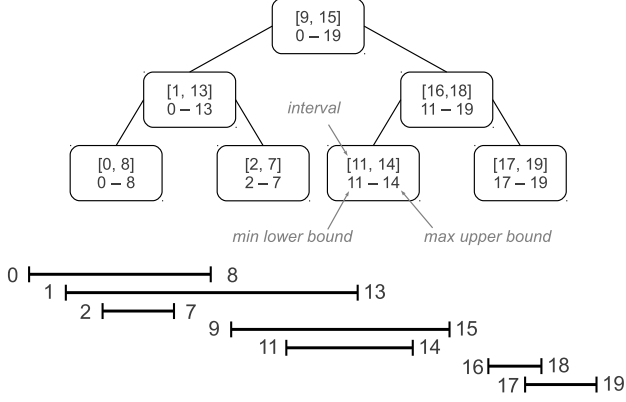 [9, 15]
0 – 19
[1, 13]
0 – 13
[16,18]
11 – 19
interval
[0, 8]
0 – 8
[2, 7]
2 – 7
[11, 14]
11 – 14
[17, 19]
17 – 19
min lower bound
max upper bound
0 8
1 13
2 7
9 15
11 14
16 18
17 19